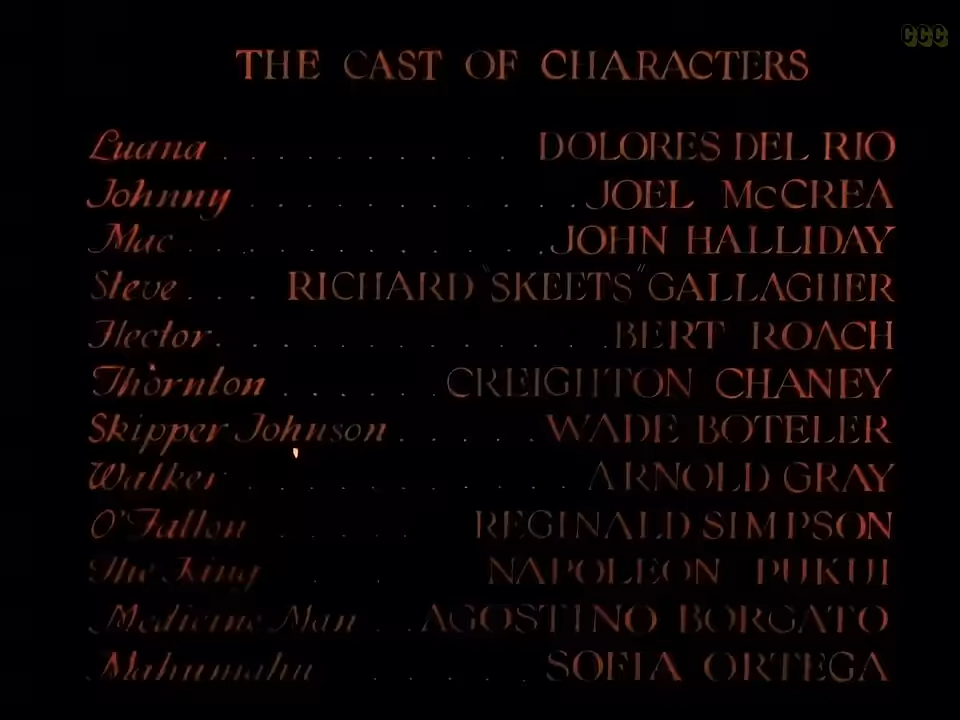 CCC
THE CAST OF CHARACTERS
Luana . . . . . . . . . . . DOLORES DEL RIO
Johnny . . . . . . . . . . . . JOEL McCREA
Mac . . . . . . . . . . . . . JOHN HALLIDAY
Steve . . . RICHARD "SKEETS" GALLAGHER
Hector. . . . . . . . . . . . . BERT ROACH
Thornton . . . . . . CREIGHTON CHANEY
Skipper Johnson . . . . . . WADE BOTELER
Walker . . . . . . . . . . . ARNOLD GRAY
O'Fallon . . . . . REGINALD SIMPSON
The King . . NAPOLEON PUKUI
Medicine Man . . AGOSTINO BORGATO
Mahumahu . . . . . . SOFIA ORTEGA